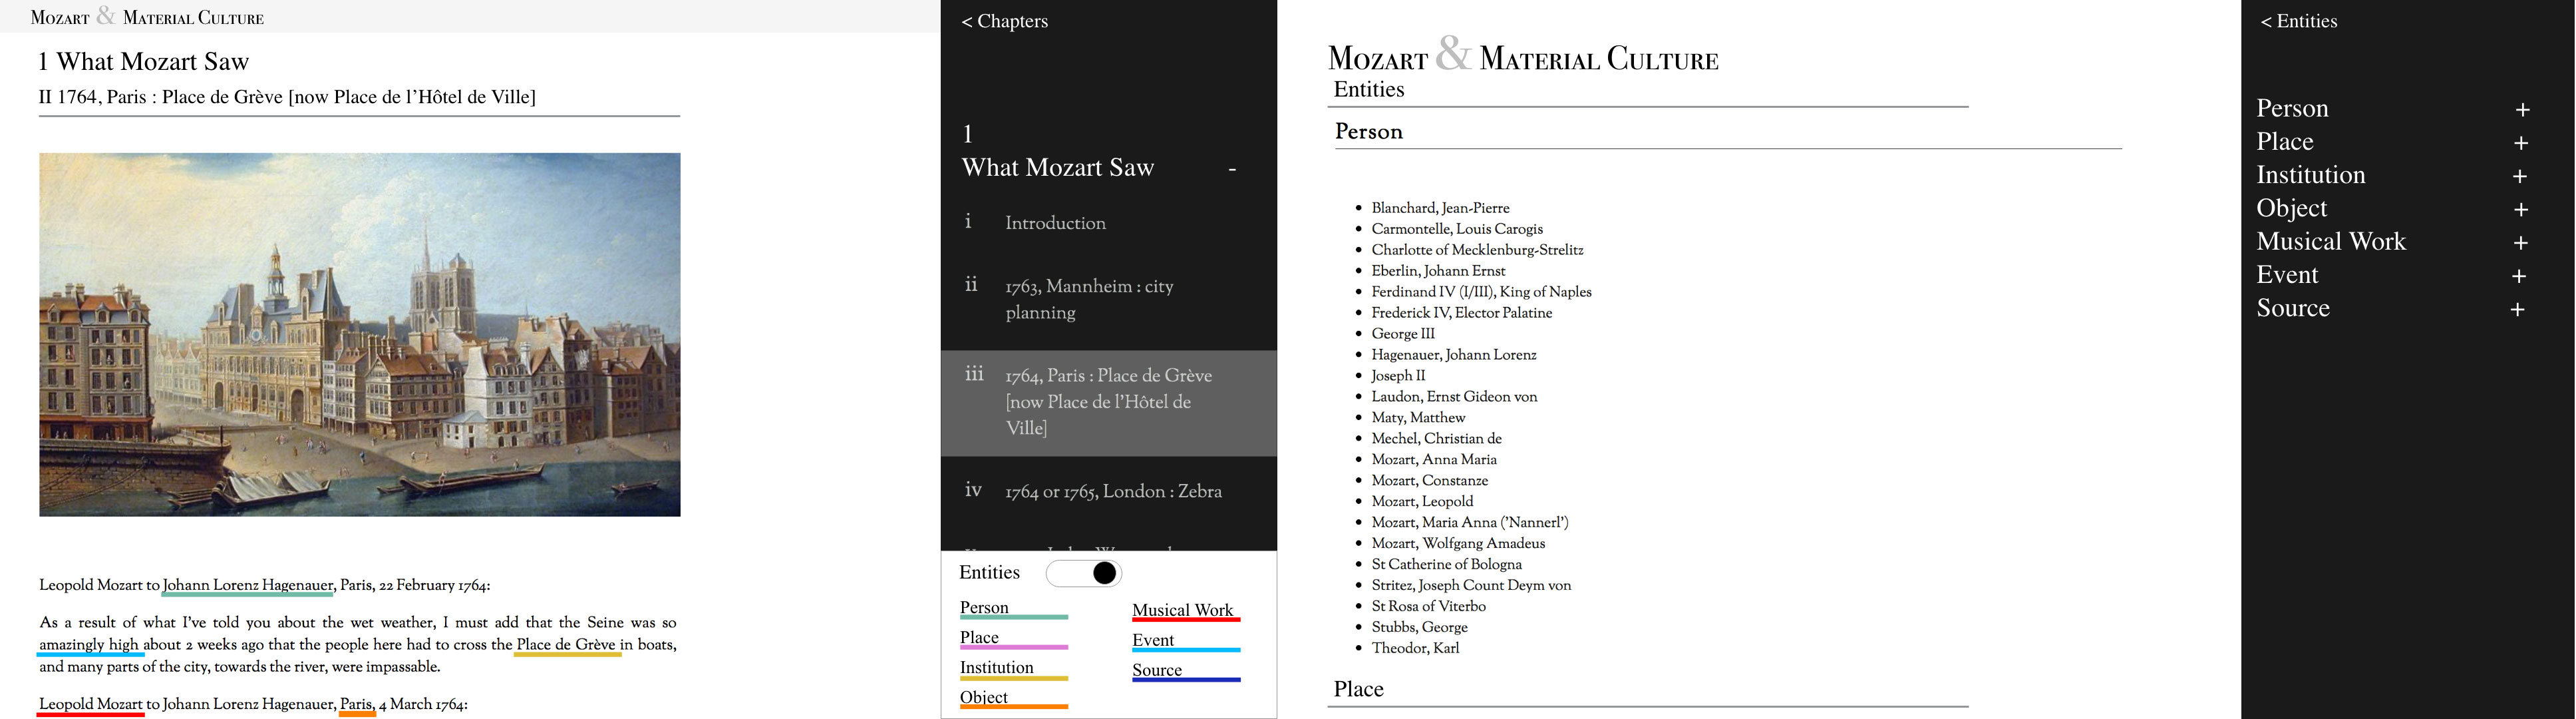 Mozart & Material Culture
1 What Mozart Saw
II 1764, Paris : Place de Grève [now Place de l'Hôtel de Ville]
Leopold Mozart to Johann Lorenz Hagenauer, Paris, 22 February 1764:
As a result of what I've told you about the wet weather, I must add that the Seine was so
amazingly high about 2 weeks ago that the people here had to cross the Place de Grève in boats,
and many parts of the city, towards the river, were impassable.
Leopold Mozart to Johann Lorenz Hagenauer, Paris, 4 March 1764:
< Chapters
1
What Mozart Saw -
i Introduction
ii 1763, Mannheim : city
planning
iii 1764, Paris : Place de Grève
[now Place de l'Hôtel de
Ville]
iv 1764 or 1765, London : Zebra
Entities
Person
Place
Institution
Object
Musical Work
Event
Source
Mozart & Material Culture
Entities
Person
• Blanchard, Jean-Pierre
• Carmontelle, Louis Carogis
• Charlotte of Mecklenburg-Strelitz
• Eberlin, Johann Ernst
• Ferdinand IV (I/III), King of Naples
• Frederick IV, Elector Palatine
• George III
• Hagenauer, Johann Lorenz
• Joseph II
• Laudon, Ernst Gideon von
• Maty, Matthew
• Mechel, Christian de
• Mozart, Anna Maria
• Mozart, Constanze
• Mozart, Leopold
• Mozart, Maria Anna ('Nannerl')
• Mozart, Wolfgang Amadeus
• St Catherine of Bologna
• Stritez, Joseph Count Deym von
• St Rosa of Viterbo
• Stubbs, George
• Theodor, Karl
Place
< Entities
Person +
Place +
Institution +
Object +
Musical Work +
Event +
Source +